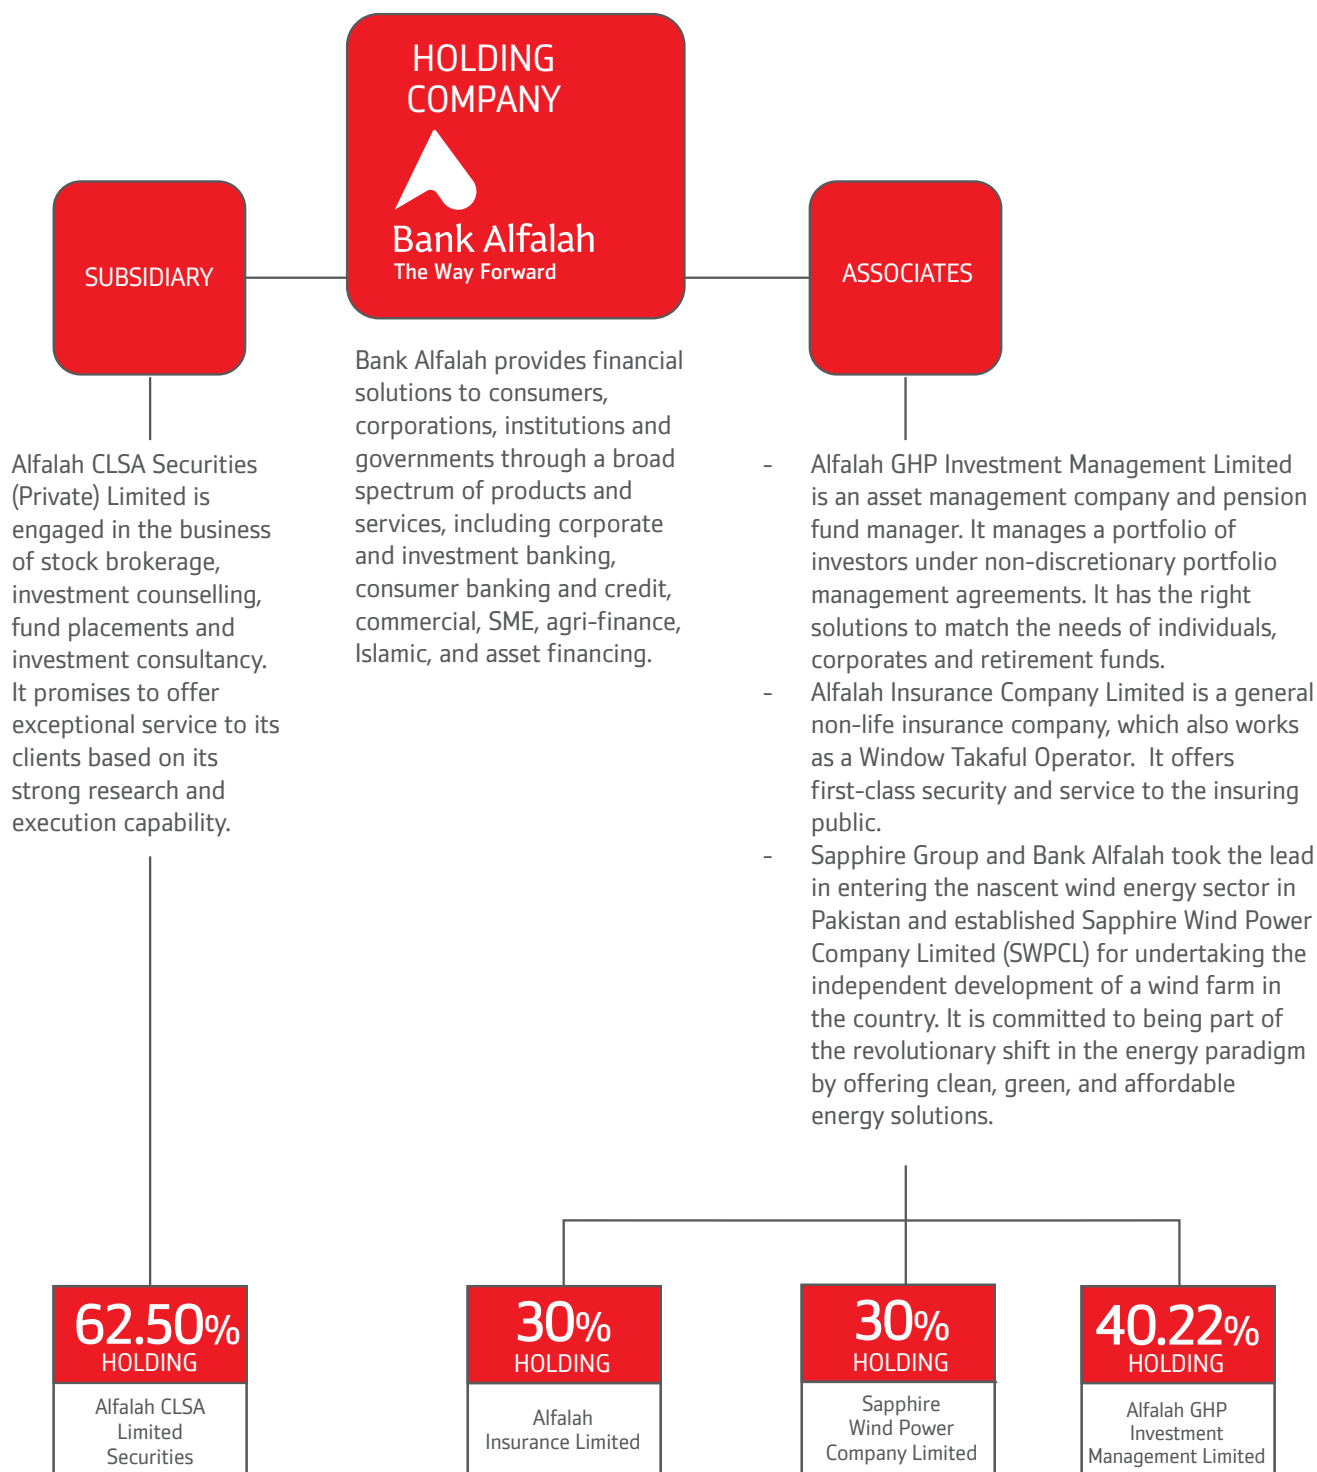 HOLDING
COMPANY
Bank Alfalah
The Way Forward
SUBSIDIARY
ASSOCIATES
Bank Alfalah provides financial
solutions to consumers,
corporations, institutions and
governments through a broad
spectrum of products and
services, including corporate
and investment banking,
consumer banking and credit,
commercial, SME, agri-finance,
Islamic, and asset financing.
Alfalah CLSA Securities
(Private) Limited is
engaged in the business
of stock brokerage,
investment counselling,
fund placements and
investment consultancy.
It promises to offer
exceptional service to its
clients based on its
strong research and
execution capability.
- Alfalah GHP Investment Management Limited
is an asset management company and pension
fund manager. It manages a portfolio of
investors under non-discretionary portfolio
management agreements. It has the right
solutions to match the needs of individuals,
corporates and retirement funds.
- Alfalah Insurance Company Limited is a general
non-life insurance company, which also works
as a Window Takaful Operator.  It offers
first-class security and service to the insuring
public.
- Sapphire Group and Bank Alfalah took the lead
in entering the nascent wind energy sector in
Pakistan and established Sapphire Wind Power
Company Limited (SWPCL) for undertaking the
independent development of a wind farm in
the country. It is committed to being part of
the revolutionary shift in the energy paradigm
by offering clean, green, and affordable
energy solutions.
62.50%
HOLDING
Alfalah CLSA
Limited
Securities
30%
HOLDING
Alfalah
Insurance Limited
30%
HOLDING
Sapphire
Wind Power
Company Limited
40.22%
HOLDING
Alfalah GHP
Investment
Management Limited